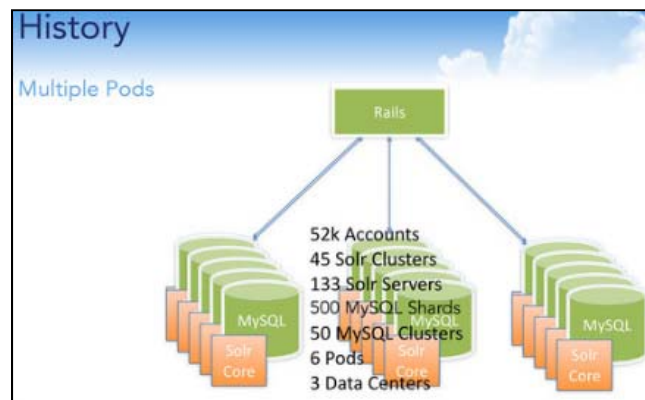 History
Multiple Pods
Rails
52k Accounts
45 Solr Clusters
133 Solr Servers
500 MySQL Shards
50 MySQL Clusters
6 Pods
3 Data Centers
MySQL
Solr
Core
MySQL
Solr
Core
MySQL
Solr
Core